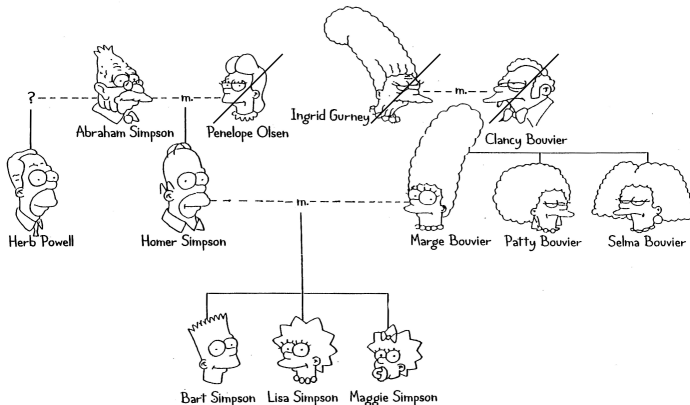 ? m. m.
Abraham Simpson Penelope Olsen Ingrid Gurney
Clancy Bouvier
m.
Herb Powell Homer Simpson Marge Bouvier Patty Bouvier Selma Bouvier
Bart Simpson Lisa Simpson Maggie Simpson